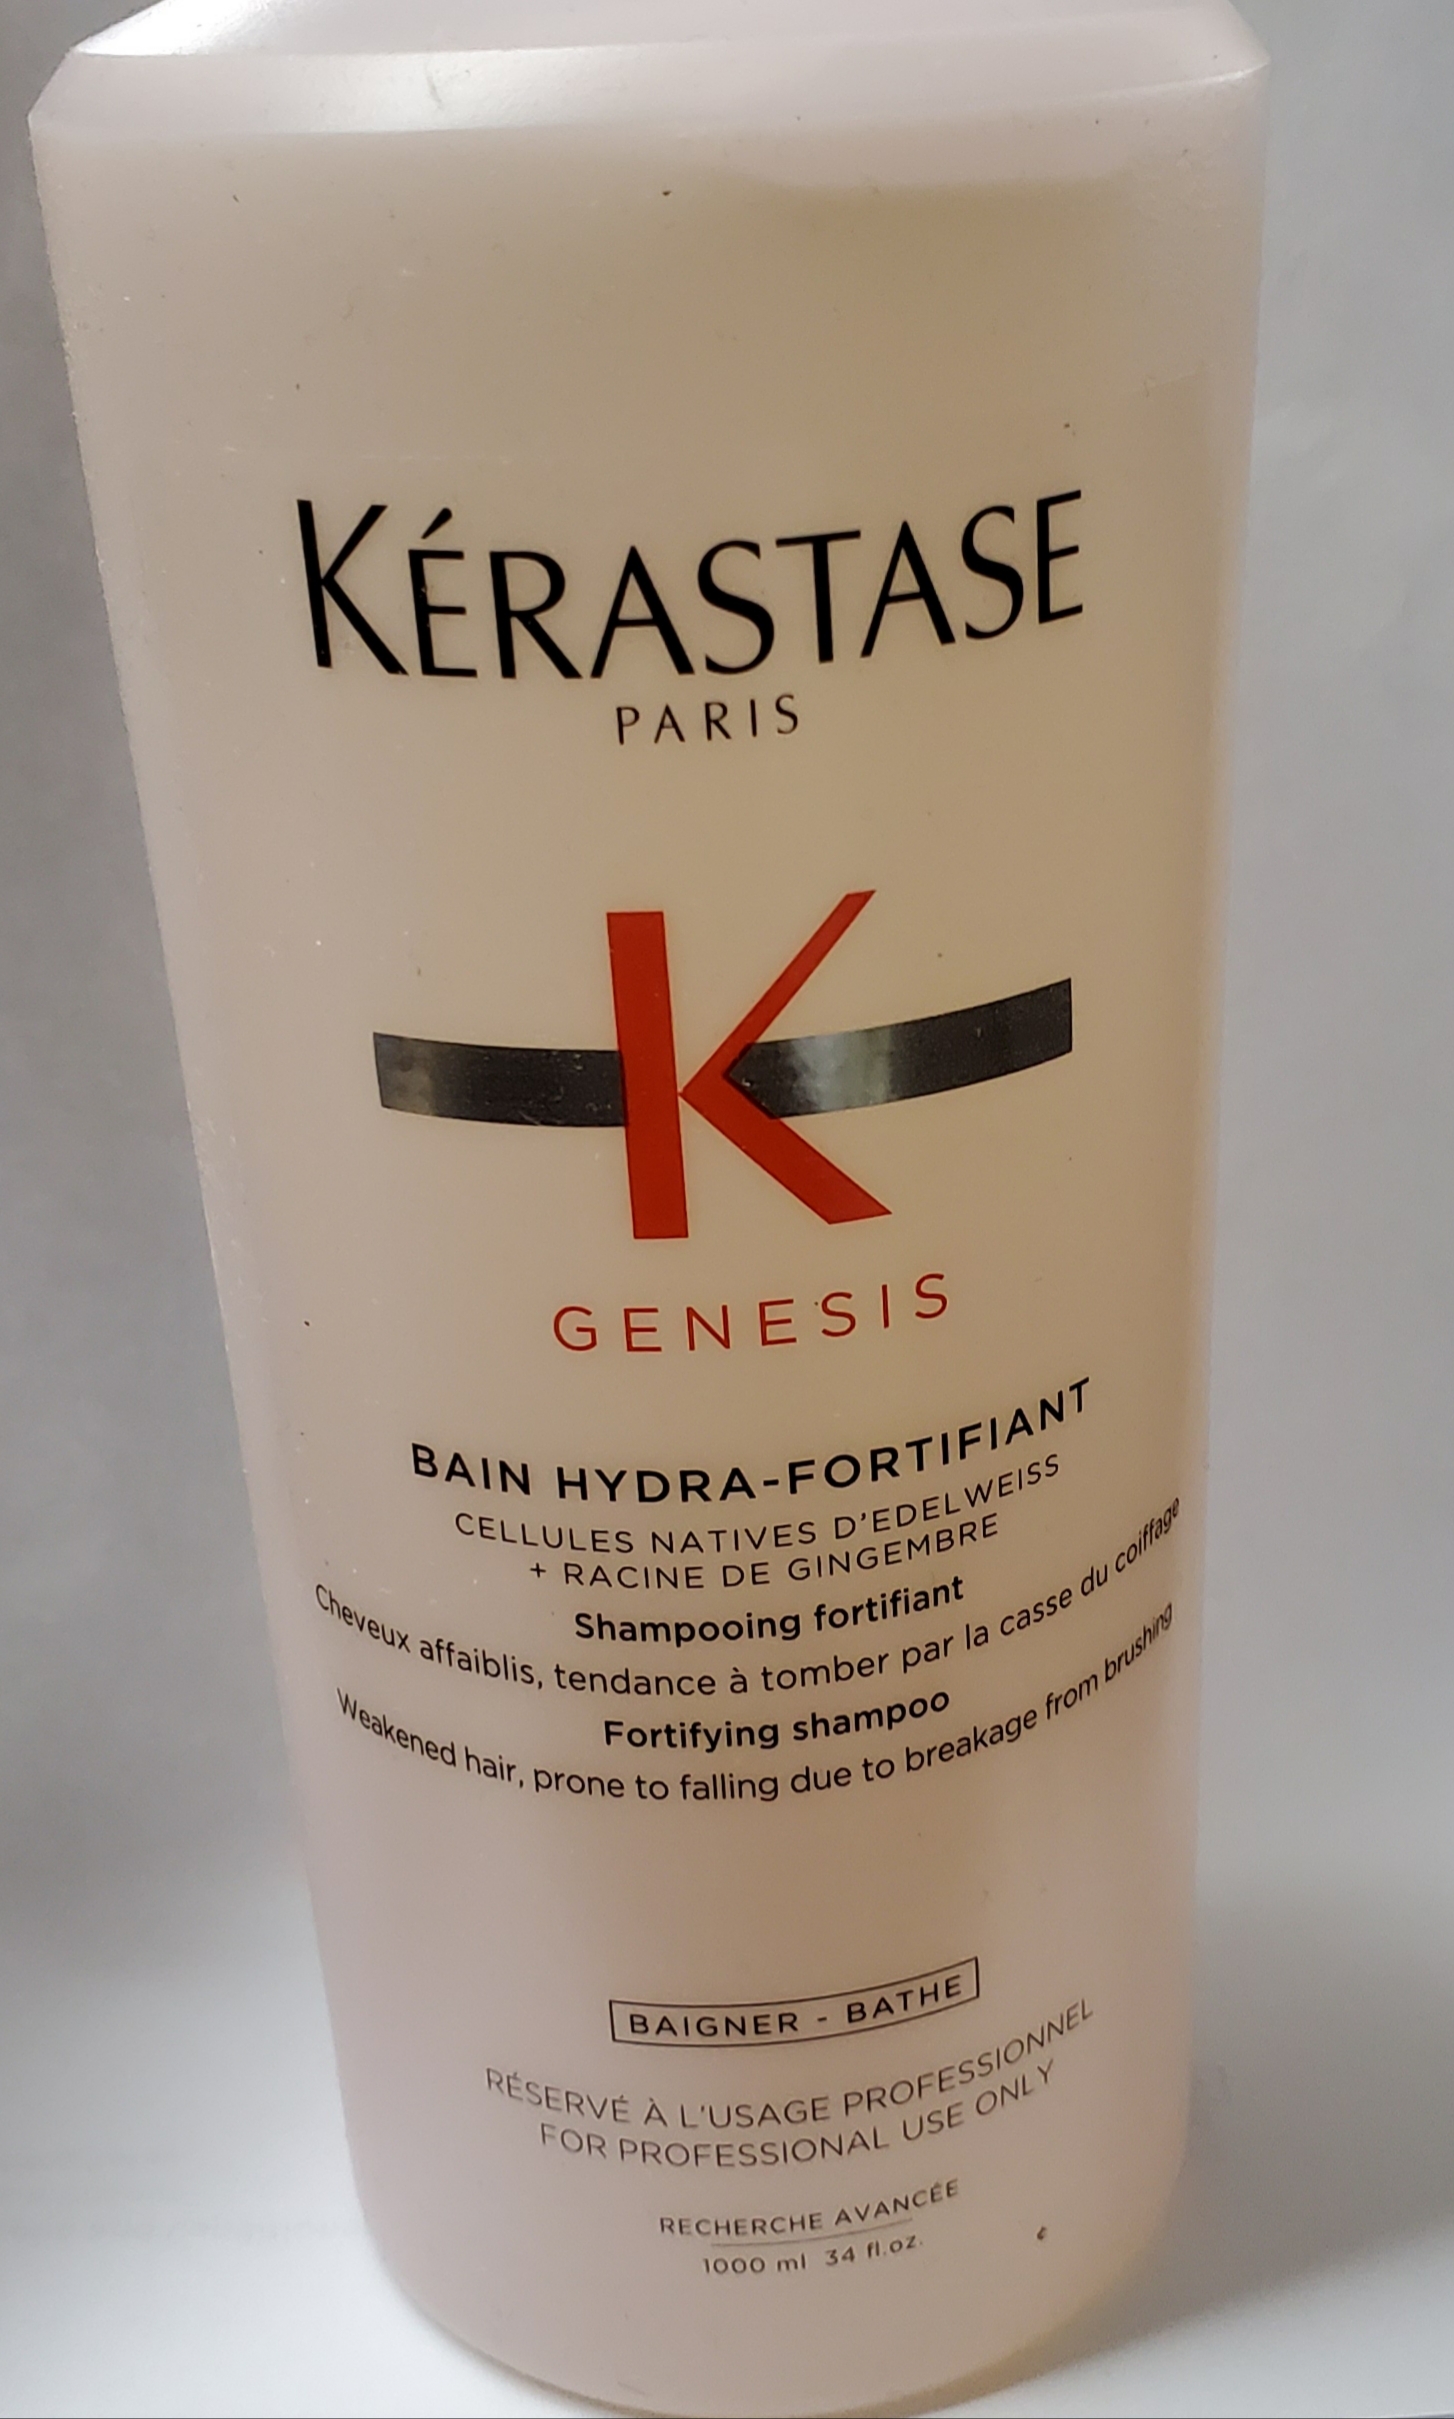 KÉRASTASE
PARIS
K
GENESIS
BAIN HYDRA-FORTIFIANT
CELLULES NATIVES D'EDELWEISS
+ RACINE DE GINGEMBRE
Shampooing fortifiant
Cheveux affaiblis, tendance à tomber par la casse du coiffage
Fortifying shampoo
Weakened hair, prone to falling due to breakage from brushing
BAIGNER - BATHE
RÉSERVÉ À L'USAGE PROFESSIONNEL
FOR PROFESSIONAL USE ONLY
RECHERCHE AVANCÉE
1000 ml 34 fl.oz.